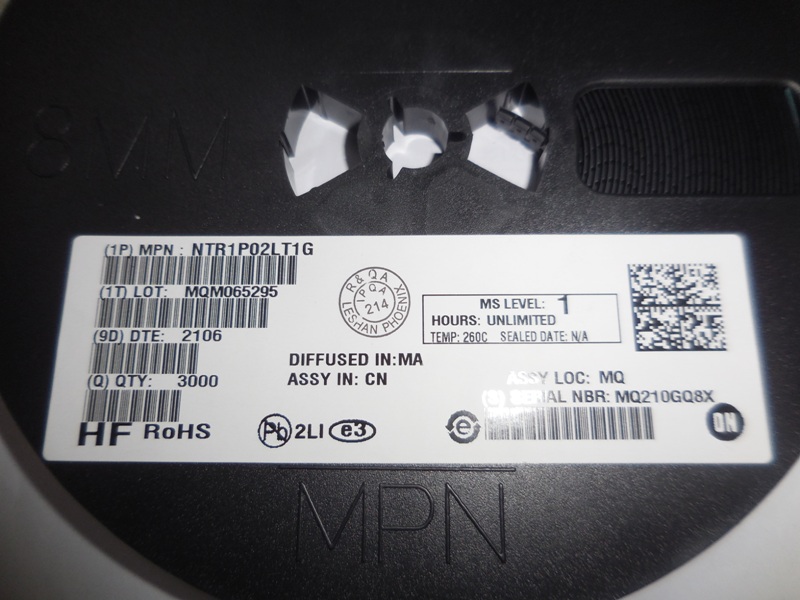 8MM
(1P) MPN : NTR1P02LT1G
(1T) LOT: MQM065295
(9D) DTE: 2106
(Q) QTY: 3000
HF RoHS
R & QA
IPQA
214
LESHAN PHOENIX
MS LEVEL: 1
HOURS: UNLIMITED
TEMP: 260C SEALED DATE: N/A
DIFFUSED IN:MA
ASSY IN: CN
ASSY LOC: MQ
(S) SERIAL NBR: MQ210GQ8X
Pb 2LI e3
e
ON
MPN